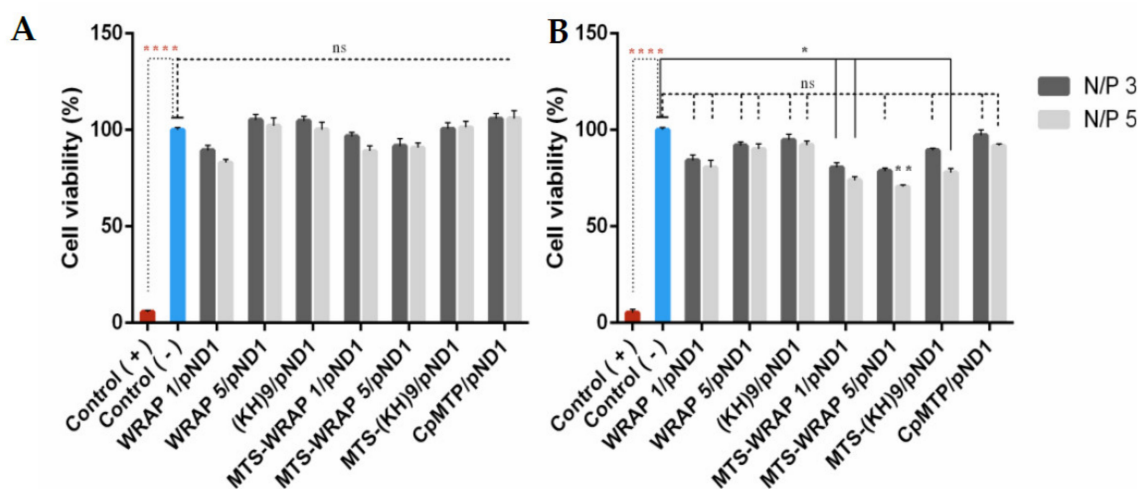 A
Cell viability (%)
150
100
50
0
****
ns
Control (+)
Control (-)
WRAP 1/pND1
WRAP 5/pND1
(KH)9/pND1
MTS-WRAP 1/pND1
MTS-WRAP 5/pND1
MTS-(KH)9/pND1
CpMTP/pND1
B
Cell viability (%)
150
100
50
0
****
*
ns
**
Control (+)
Control (-)
WRAP 1/pND1
WRAP 5/pND1
(KH)9/pND1
MTS-WRAP 1/pND1
MTS-WRAP 5/pND1
MTS-(KH)9/pND1
CpMTP/pND1
N/P 3
N/P 5